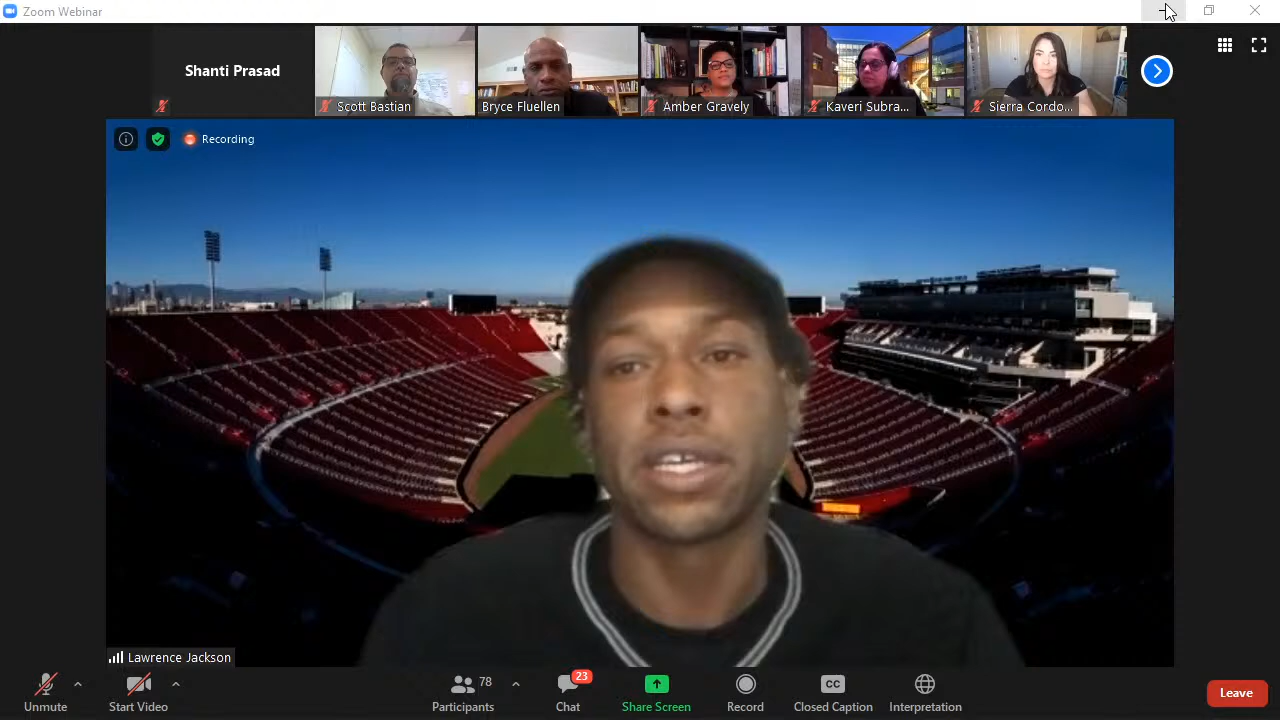 Zoom Webinar
Shanti Prasad
Scott Bastian
Bryce Fluellen
Amber Gravely
Kaveri Subra...
Sierra Cordo...
Recording
Lawrence Jackson
78
23
CC
Unmute
Start Video
Participants
Chat
Share Screen
Record
Closed Caption
Interpretation
Leave